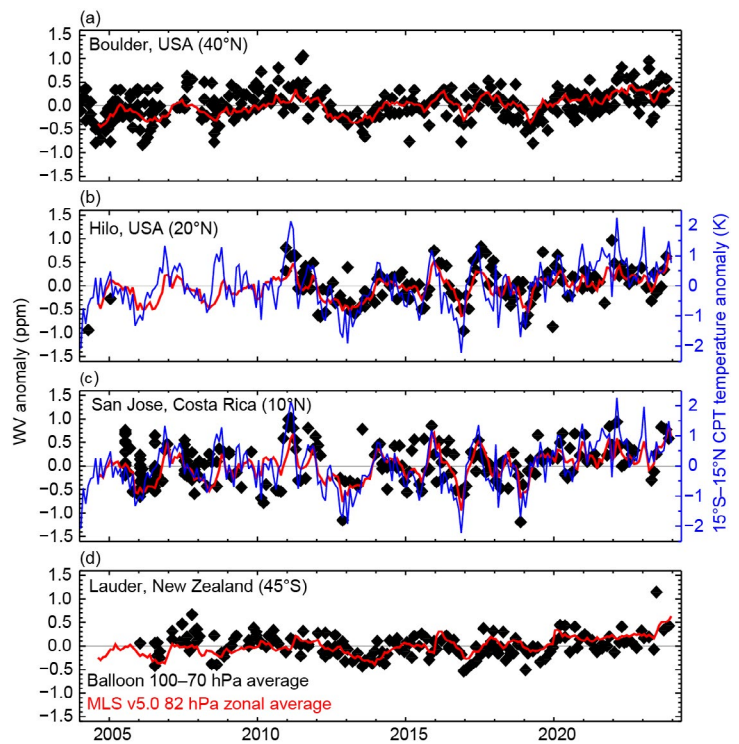 (a)
Boulder, USA (40°N)
1.5
1.0
0.5
0.0
−0.5
−1.0
−1.5
(b)
Hilo, USA (20°N)
1.5
1.0
0.5
0.0
−0.5
−1.0
−1.5
2
1
0
−1
−2
WV anomaly (ppm)
15°S–15°N CPT temperature anomaly (K)
(c)
San Jose, Costa Rica (10°N)
1.5
1.0
0.5
0.0
−0.5
−1.0
−1.5
2
1
0
−1
−2
(d)
Lauder, New Zealand (45°S)
1.5
1.0
0.5
0.0
−0.5
−1.0
−1.5
Balloon 100–70 hPa average
MLS v5.0 82 hPa zonal average
2005 2010 2015 2020